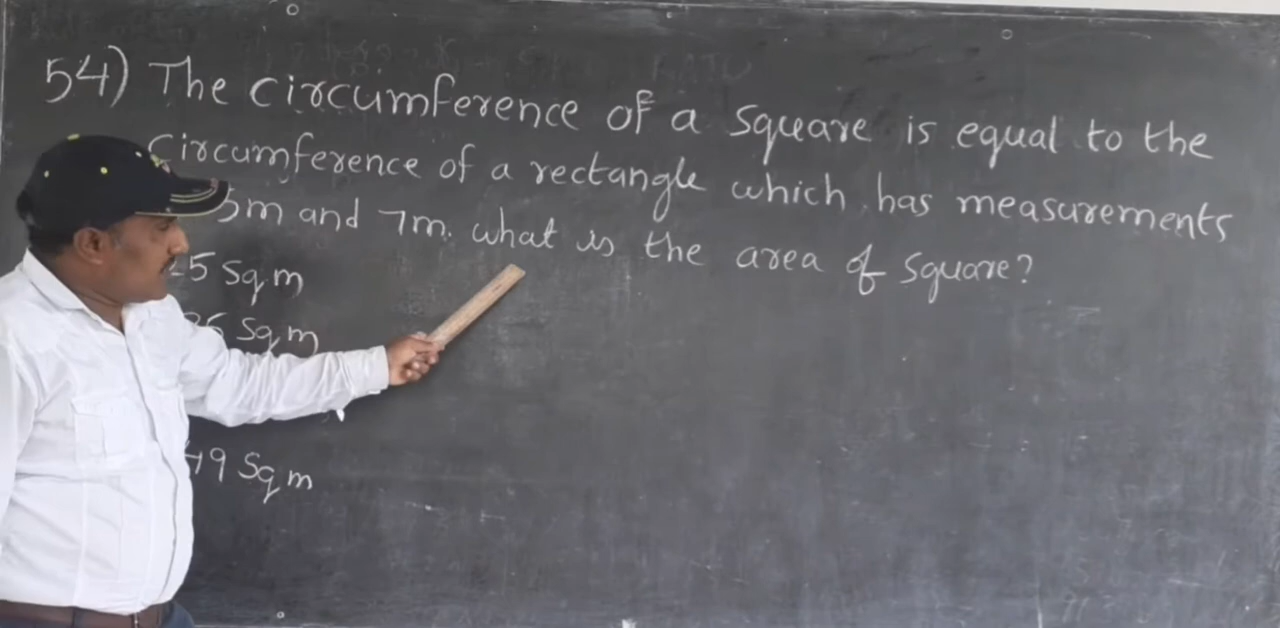 54) The circumference of a square is equal to the
Circumference of a rectangle which has measurements
5m and 7m. what is the area of square?
5 Sq.m
Sq.m
49 Sq.m